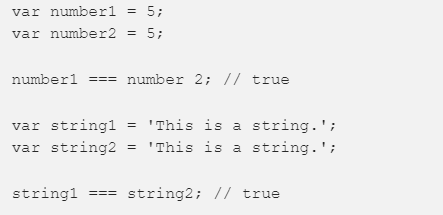 var number1 = 5;
var number2 = 5;
number1 === number 2; // true
var string1 = 'This is a string.';
var string2 = 'This is a string.';
string1 === string2; // true